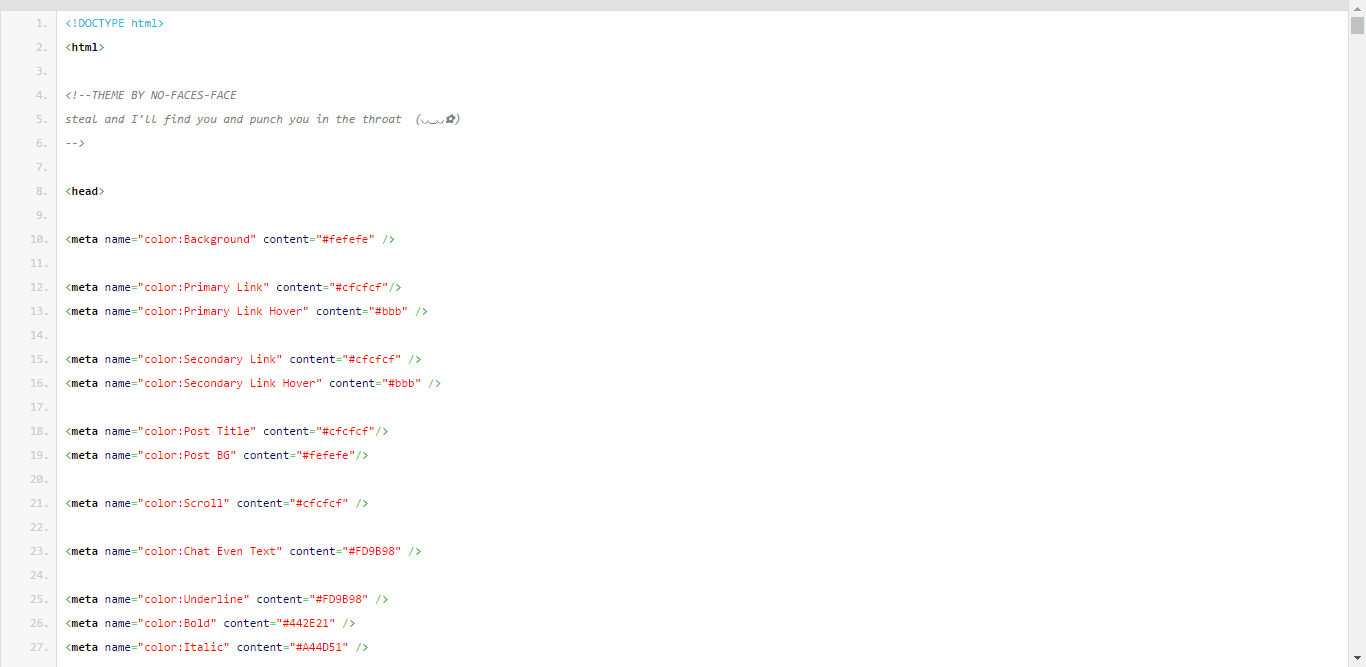 1. <!DOCTYPE html>
2. <html>
3.
4. <!--THEME BY NO-FACES-FACE
5. steal and I'll find you and punch you in the throat  (◡‿◡✿)
6. -->
7.
8. <head>
9.
10. <meta name="color:Background" content="#fefefe" />
11.
12. <meta name="color:Primary Link" content="#cfcfcf"/>
13. <meta name="color:Primary Link Hover" content="#bbb" />
14.
15. <meta name="color:Secondary Link" content="#cfcfcf" />
16. <meta name="color:Secondary Link Hover" content="#bbb" />
17.
18. <meta name="color:Post Title" content="#cfcfcf"/>
19. <meta name="color:Post BG" content="#fefefe"/>
20.
21. <meta name="color:Scroll" content="#cfcfcf" />
22.
23. <meta name="color:Chat Even Text" content="#FD9B98" />
24.
25. <meta name="color:Underline" content="#FD9B98" />
26. <meta name="color:Bold" content="#442E21" />
27. <meta name="color:Italic" content="#A44D51" />